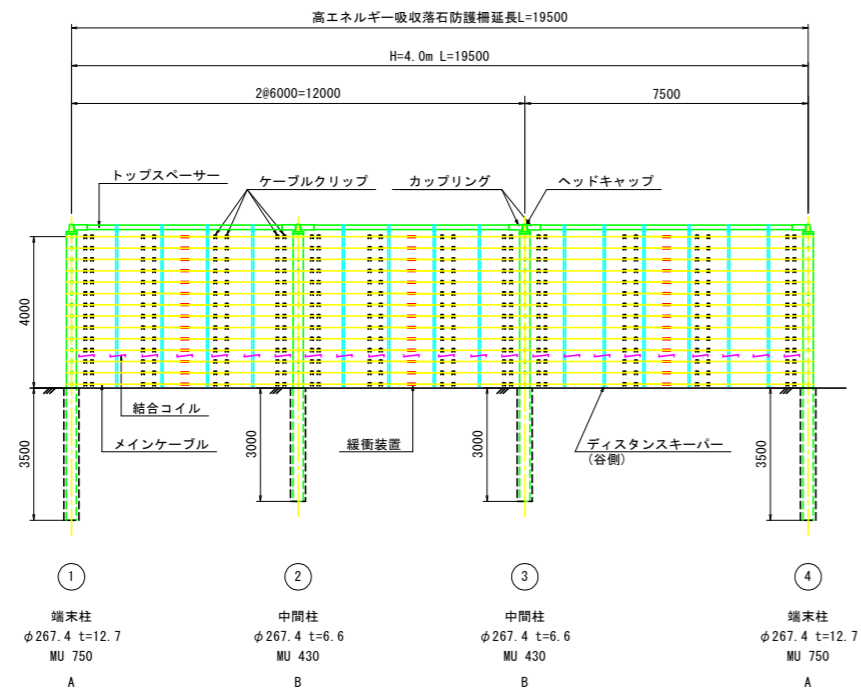 高エネルギー吸収落石防護柵延長L=19500
H=4.0m L=19500
2@6000=12000
7500
トップスペーサー
ケーブルクリップ
カップリング
ヘッドキャップ
4000
結合コイル
メインケーブル
緩衝装置
ディスタンスキーパー
(谷側)
3500
3000
3000
3500
1
2
3
4
端末柱
中間柱
中間柱
端末柱
φ267.4 t=12.7
φ267.4 t=6.6
φ267.4 t=6.6
φ267.4 t=12.7
MU 750
MU 430
MU 430
MU 750
A
B
B
A